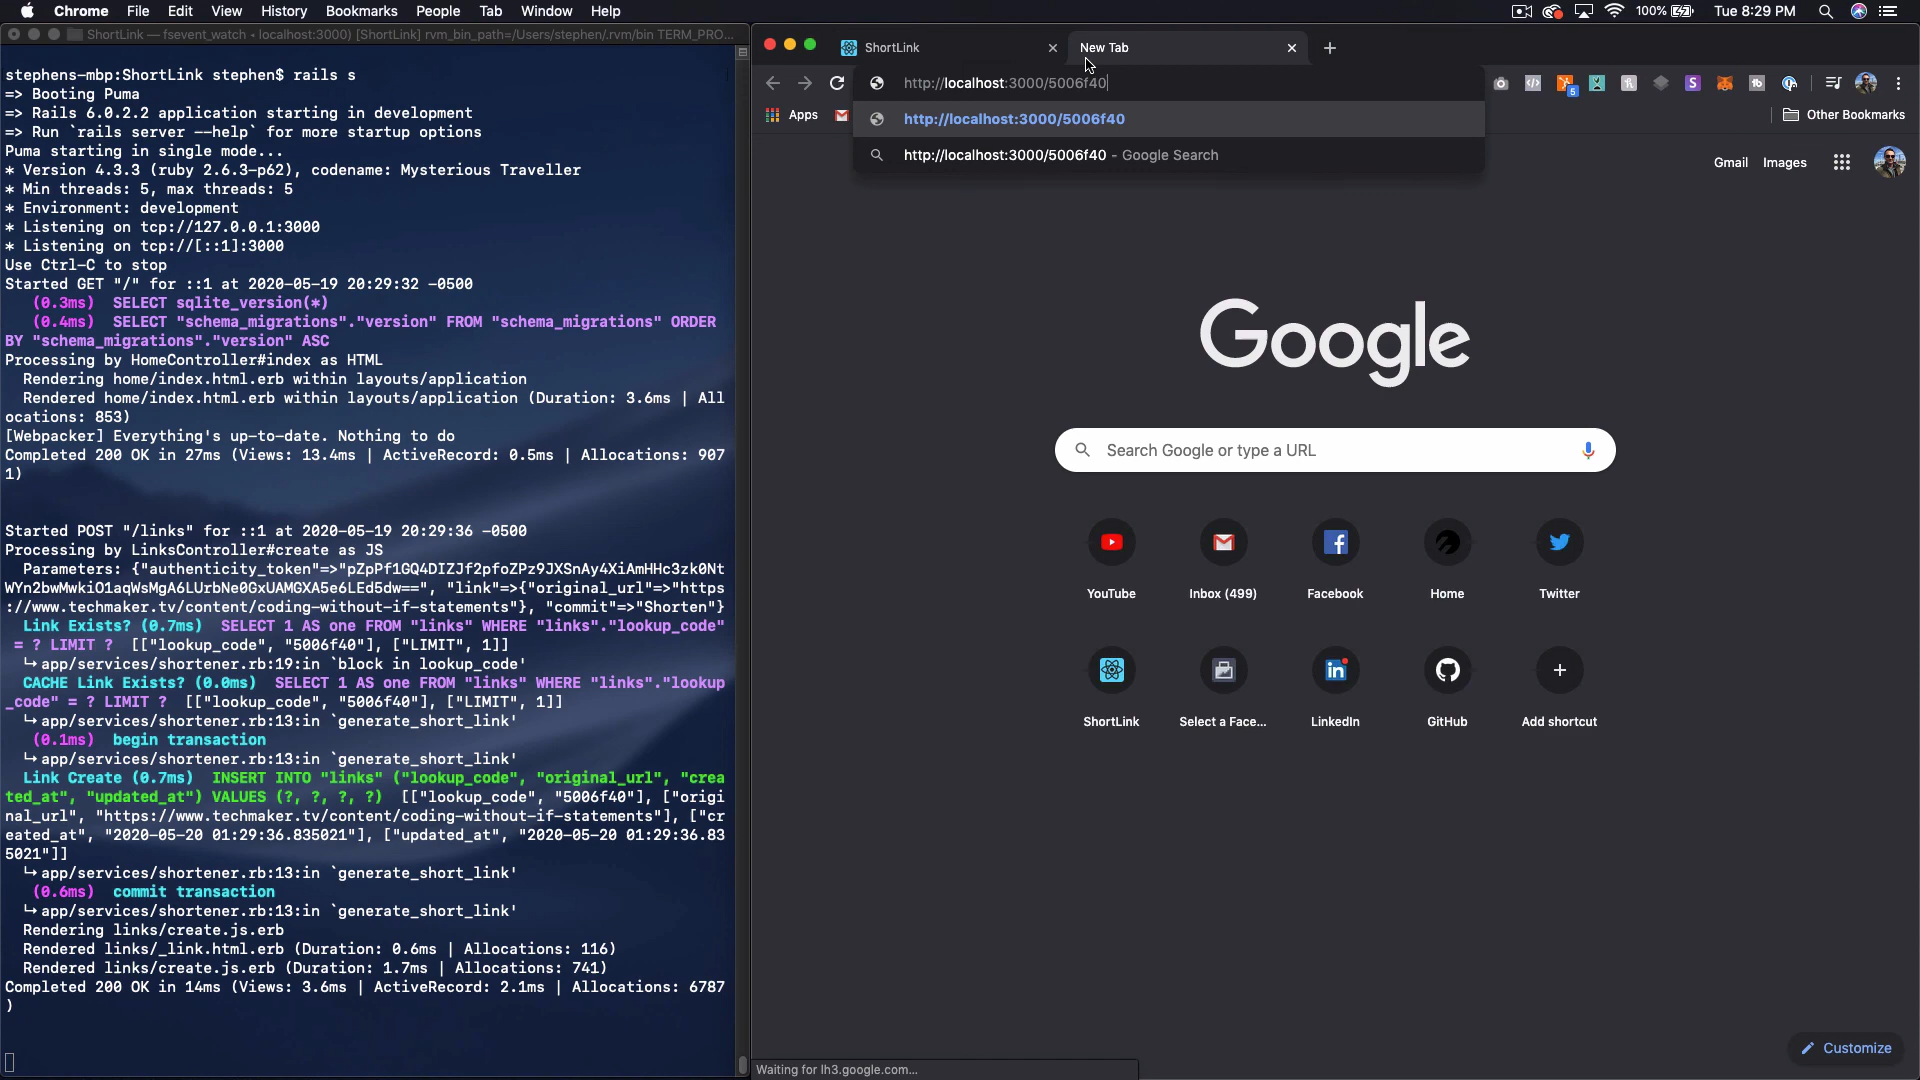 Chrome File Edit View History Bookmarks People Tab Window Help
100% Tue 8:29 PM
ShortLink — fsevent_watch • localhost:3000) [ShortLink] rvm_bin_path=/Users/stephen/.rvm/bin TERM_PRO...
stephens-mbp:ShortLink stephen$ rails s
=> Booting Puma
=> Rails 6.0.2.2 application starting in development
=> Run `rails server --help` for more startup options
Puma starting in single mode...
* Version 4.3.3 (ruby 2.6.3-p62), codename: Mysterious Traveller
* Min threads: 5, max threads: 5
* Environment: development
* Listening on tcp://127.0.0.1:3000
* Listening on tcp://[::1]:3000
Use Ctrl-C to stop
Started GET "/" for ::1 at 2020-05-19 20:29:32 -0500
(0.3ms) SELECT sqlite_version(*)
(0.4ms) SELECT "schema_migrations"."version" FROM "schema_migrations" ORDER
BY "schema_migrations"."version" ASC
Processing by HomeController#index as HTML
Rendering home/index.html.erb within layouts/application
Rendered home/index.html.erb within layouts/application (Duration: 3.6ms | All
ocations: 853)
[Webpacker] Everything's up-to-date. Nothing to do
Completed 200 OK in 27ms (Views: 13.4ms | ActiveRecord: 0.5ms | Allocations: 907
1)
Started POST "/links" for ::1 at 2020-05-19 20:29:36 -0500
Processing by LinksController#create as JS
Parameters: {"authenticity_token"=>"pZpPf1GQ4DIZJf2pfoZPz9JXSnAy4XiAmHHc3zk0Nt
WYn2bwMwkiO1aqWsMgA6LUrbNe0GxUAMGXA5e6LEd5dw==", "link"=>{"original_url"=>"https
://www.techmaker.tv/content/coding-without-if-statements"}, "commit"=>"Shorten"}
Link Exists? (0.7ms) SELECT 1 AS one FROM "links" WHERE "links"."lookup_code"
= ? LIMIT ? [["lookup_code", "5006f40"], ["LIMIT", 1]]
↳ app/services/shortener.rb:19:in `block in lookup_code'
CACHE Link Exists? (0.0ms) SELECT 1 AS one FROM "links" WHERE "links"."lookup
_code" = ? LIMIT ? [["lookup_code", "5006f40"], ["LIMIT", 1]]
↳ app/services/shortener.rb:13:in `generate_short_link'
(0.1ms) begin transaction
↳ app/services/shortener.rb:13:in `generate_short_link'
Link Create (0.7ms) INSERT INTO "links" ("lookup_code", "original_url", "crea
ted_at", "updated_at") VALUES (?, ?, ?, ?) [["lookup_code", "5006f40"], ["origi
nal_url", "https://www.techmaker.tv/content/coding-without-if-statements"], ["cr
eated_at", "2020-05-20 01:29:36.835021"], ["updated_at", "2020-05-20 01:29:36.83
5021"]]
↳ app/services/shortener.rb:13:in `generate_short_link'
(0.6ms) commit transaction
↳ app/services/shortener.rb:13:in `generate_short_link'
Rendering links/create.js.erb
Rendered links/_link.html.erb (Duration: 0.6ms | Allocations: 116)
Rendered links/create.js.erb (Duration: 1.7ms | Allocations: 741)
Completed 200 OK in 14ms (Views: 3.6ms | ActiveRecord: 2.1ms | Allocations: 6787
)
ShortLink
New Tab
http://localhost:3000/5006f40
5
Apps
Other Bookmarks
http://localhost:3000/5006f40
http://localhost:3000/5006f40 - Google Search
Gmail Images
Google
Search Google or type a URL
YouTube Inbox (499) Facebook Home Twitter
ShortLink Select a Face... LinkedIn GitHub Add shortcut
Customize
Waiting for lh3.google.com...